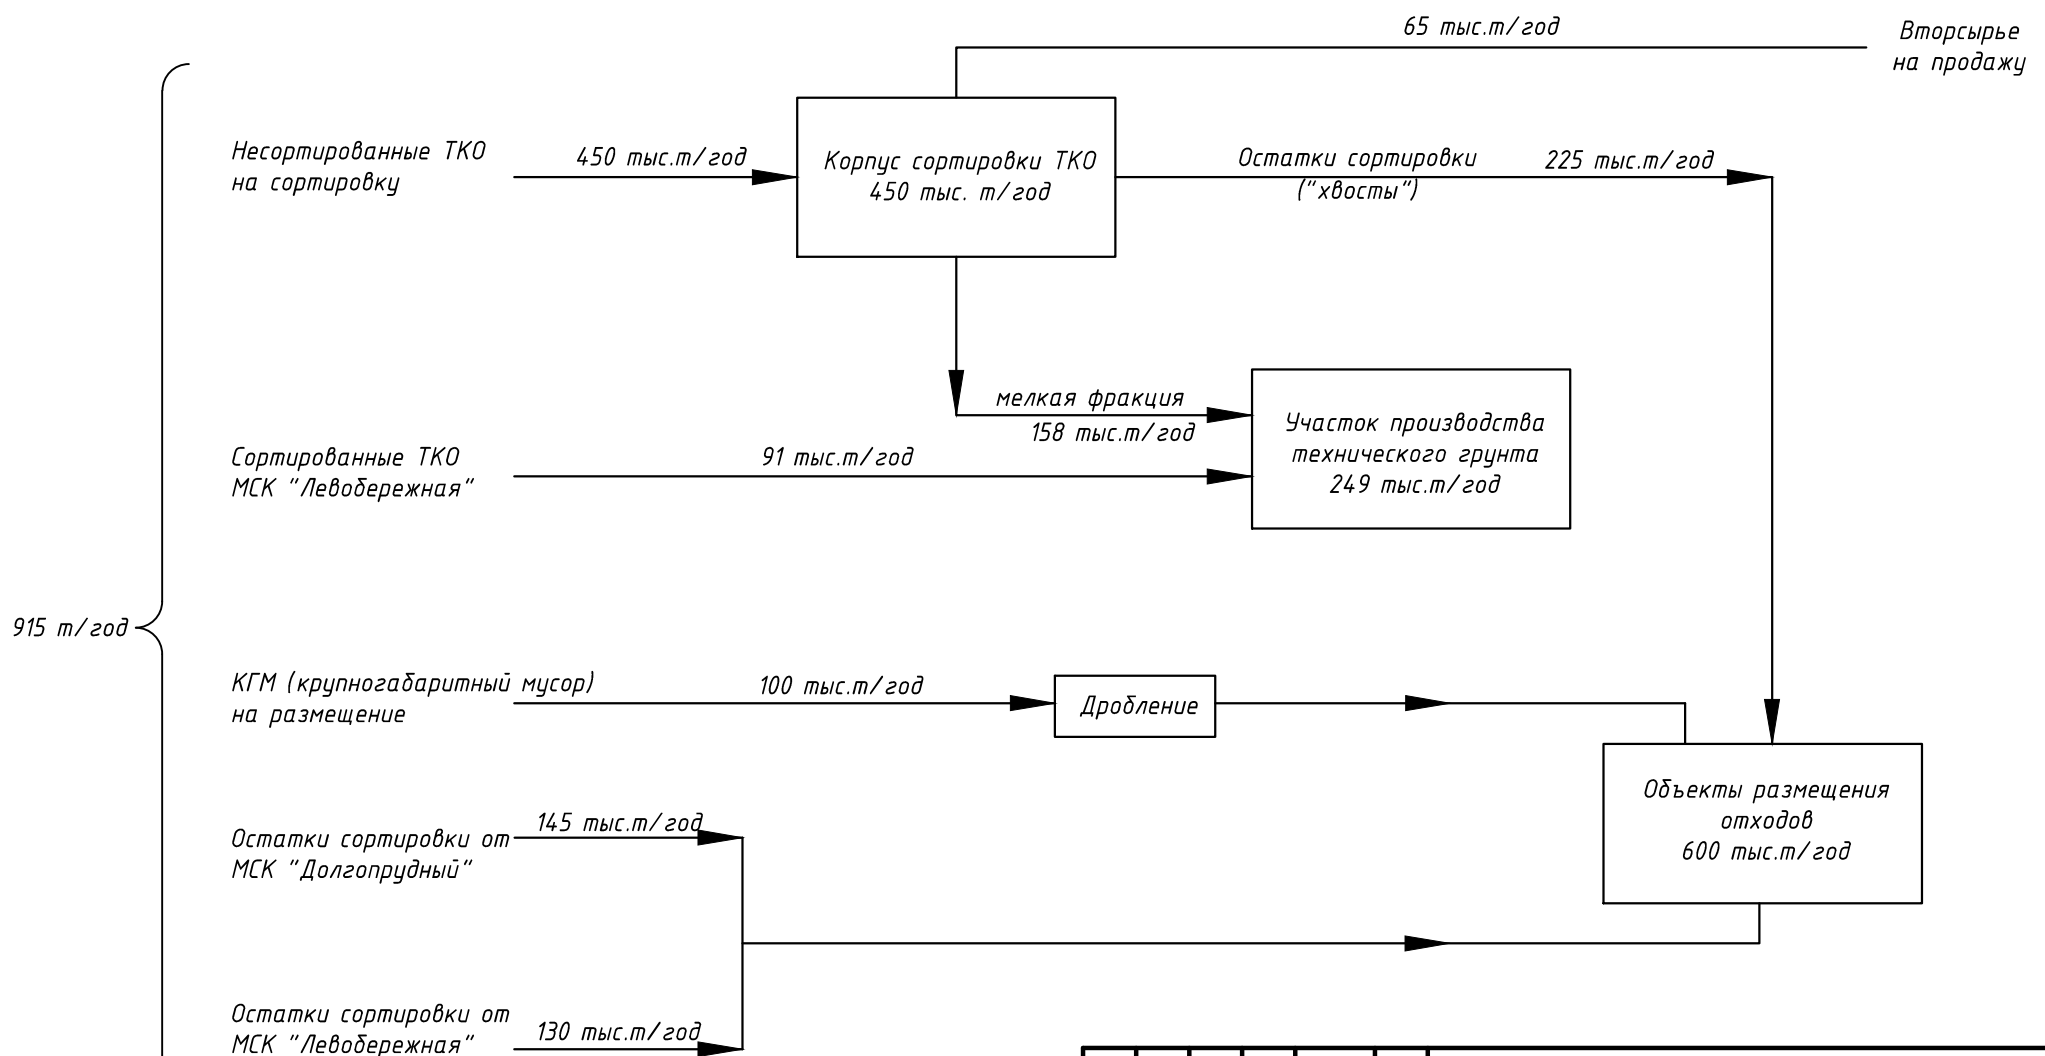 65 тыс.т/год
Вторсырье
на продажу
Несортированные ТКО
на сортировку
450 тыс.т/год
Корпус сортировки ТКО
450 тыс. т/год
Остатки сортировки
("хвосты")
225 тыс.т/год
мелкая фракция
158 тыс.т/год
Участок производства
технического грунта
249 тыс.т/год
Сортированные ТКО
МСК "Левобережная"
91 тыс.т/год
915 т/год
КГМ (крупногабаритный мусор)
на размещение
100 тыс.т/год
Дробление
Объекты размещения
отходов
600 тыс.т/год
Остатки сортировки от
МСК "Долгопрудный"
145 тыс.т/год
Остатки сортировки от
МСК "Левобережная"
130 тыс.т/год